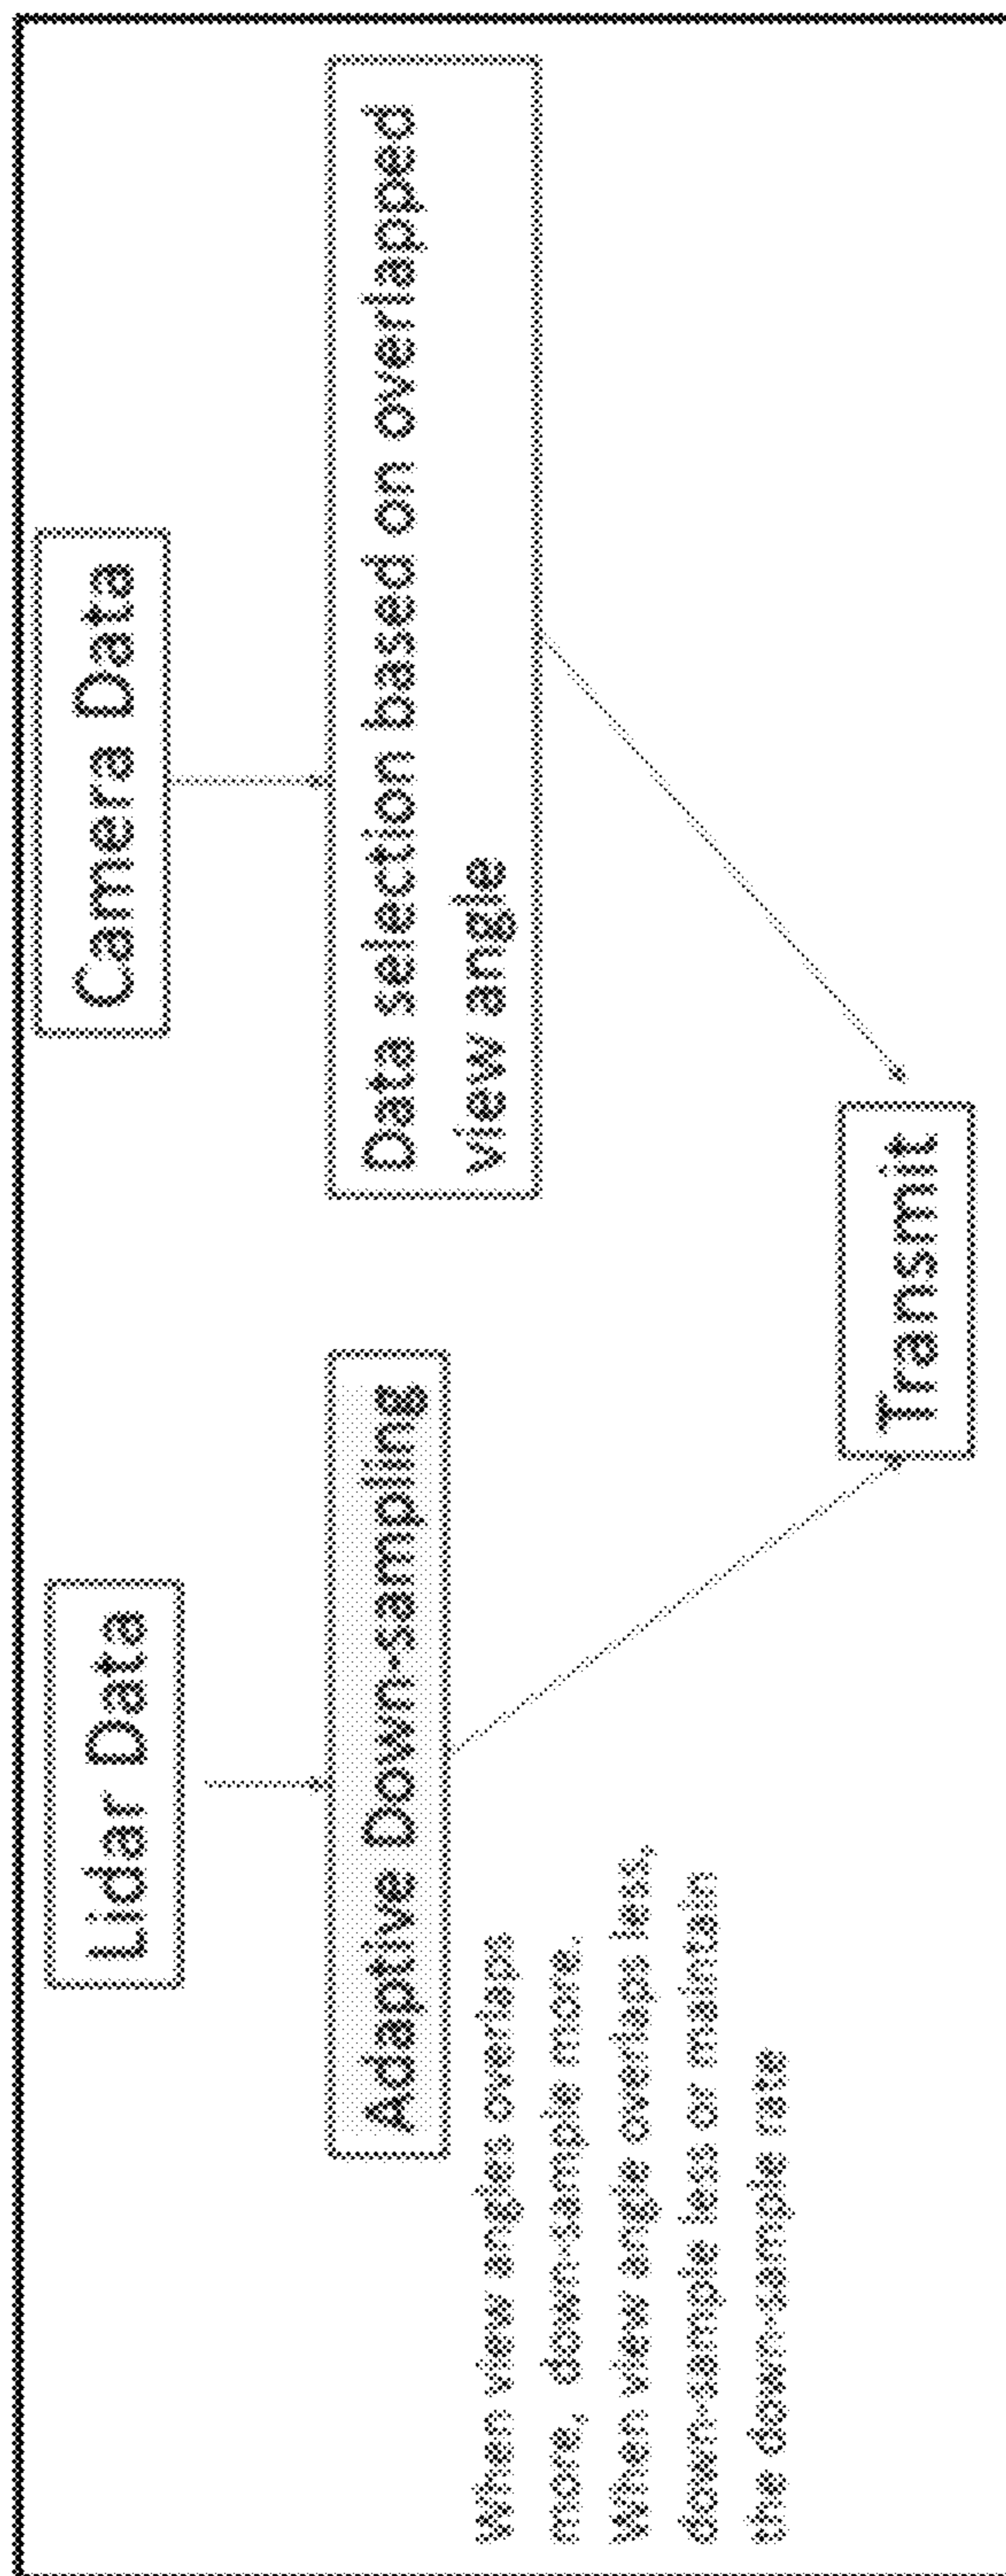 Lidar Data
Camera Data
Adaptive Down-sampling
Data selection based on overlapped
view angle
When view angles overlaps
more, down-sample more.
When view angle overlaps less,
down-sample less or maintain
the down-sample rate
Transmit